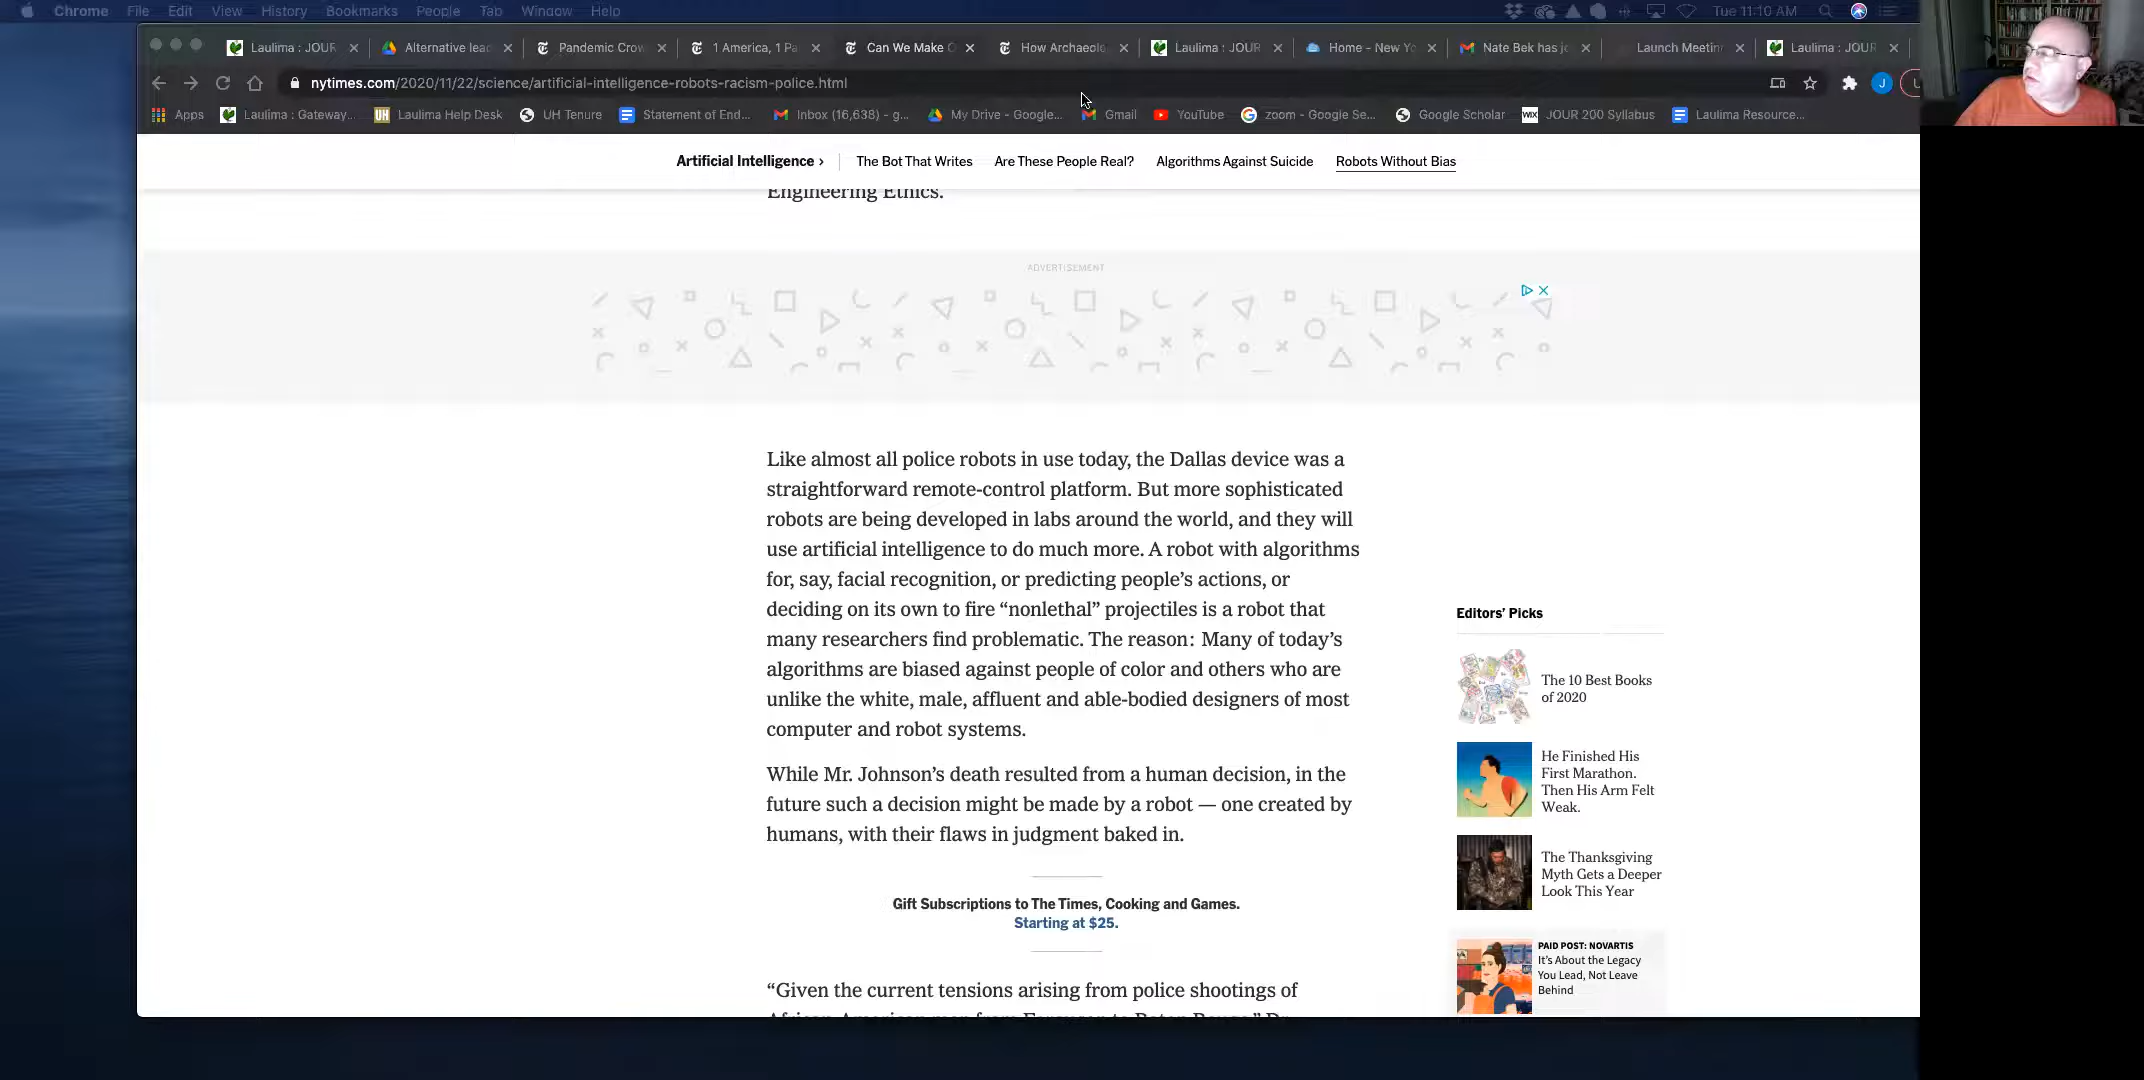 Chrome File Edit View History Bookmarks People Tab Window Help Tue 11:10 AM
Laulima : JOUR Alternative lead Pandemic Crow 1 America, 1 Pa Can We Make How Archaeolo Laulima : JOUR Home - New Yo Nate Bek has jo Launch Meetin Laulima : JOUR
nytimes.com/2020/11/22/science/artificial-intelligence-robots-racism-police.html J
Apps Laulima : Gateway... UH Laulima Help Desk UH Tenure Statement of End... Inbox (16,638) - g... My Drive - Google... Gmail YouTube zoom - Google Se... Google Scholar WIX JOUR 200 Syllabus Laulima Resource...
Artificial Intelligence › The Bot That Writes Are These People Real? Algorithms Against Suicide Robots Without Bias
Engineering Ethics.
ADVERTISEMENT
Like almost all police robots in use today, the Dallas device was a
straightforward remote-control platform. But more sophisticated
robots are being developed in labs around the world, and they will
use artificial intelligence to do much more. A robot with algorithms
for, say, facial recognition, or predicting people’s actions, or
deciding on its own to fire “nonlethal” projectiles is a robot that
many researchers find problematic. The reason: Many of today’s
algorithms are biased against people of color and others who are
unlike the white, male, affluent and able-bodied designers of most
computer and robot systems.
While Mr. Johnson’s death resulted from a human decision, in the
future such a decision might be made by a robot — one created by
humans, with their flaws in judgment baked in.
Gift Subscriptions to The Times, Cooking and Games.
Starting at $25.
“Given the current tensions arising from police shootings of
African-American men from Ferguson to Baton Rouge,” Dr.
Editors’ Picks
The 10 Best Books
of 2020
He Finished His
First Marathon.
Then His Arm Felt
Weak.
The Thanksgiving
Myth Gets a Deeper
Look This Year
PAID POST: NOVARTIS
It’s About the Legacy
You Lead, Not Leave
Behind